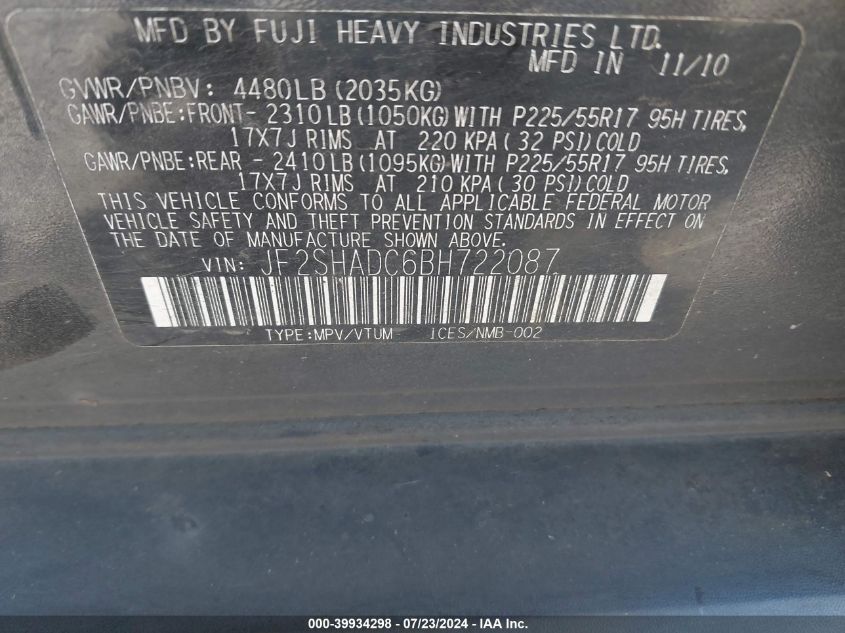 MFD BY FUJI HEAVY INDUSTRIES LTD.
MFD IN 11/10
GVWR/PNBV: 4480LB(2035KG)
GAWR/PNBE:FRONT- 2310LB(1050KG)WITH P225/55R17 95H TIRES,
17X7J RIMS AT 220 KPA( 32 PSI)COLD
GAWR/PNBE:REAR - 2410LB(1095KG)WITH P225/55R17 95H TIRES,
17X7J RIMS AT 210 KPA( 30 PSI)COLD
THIS VEHICLE CONFORMS TO ALL APPLICABLE FEDERAL MOTOR
VEHICLE SAFETY AND THEFT PREVENTION STANDARDS IN EFFECT ON
THE DATE OF MANUFACTURE SHOWN ABOVE.
VIN: JF2SHADC6BH722087
TYPE:MPV/VTUM ICES/NMB-002
000-39934298 - 07/23/2024 - IAA Inc.